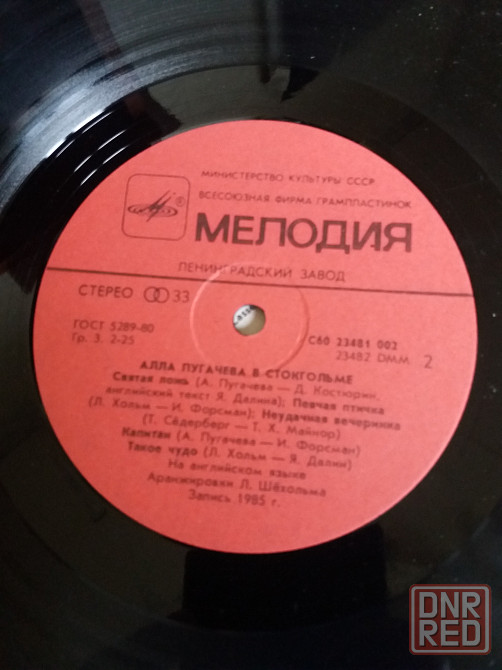 МИНИСТЕРСТВО КУЛЬТУРЫ СССР
ВСЕСОЮЗНАЯ ФИРМА ГРАМПЛАСТИНОК
МЕЛОДИЯ
ЛЕНИНГРАДСКИЙ ЗАВОД
СТЕРЕО 33
ГОСТ 5289-80
Гр. 3. 2-25
С60 23481 002
23482 DMM 2
АЛЛА ПУГАЧЕВА В СТОКГОЛЬМЕ
Святая ложь (А. Пугачева — Д. Костюрин,
английский текст Я. Далина); Певчая птичка
(Л. Хольм — И. Форсман); Неудачная вечеринка
(Т. Сёдерберг — Т. Х. Майнор)
Капитан (А. Пугачева — И. Форсман)
Такое чудо (Л. Хольм — Я. Далин)
На английском языке
Аранжировки Л. Шёхольма
Запись 1985 г.
DNR
RED